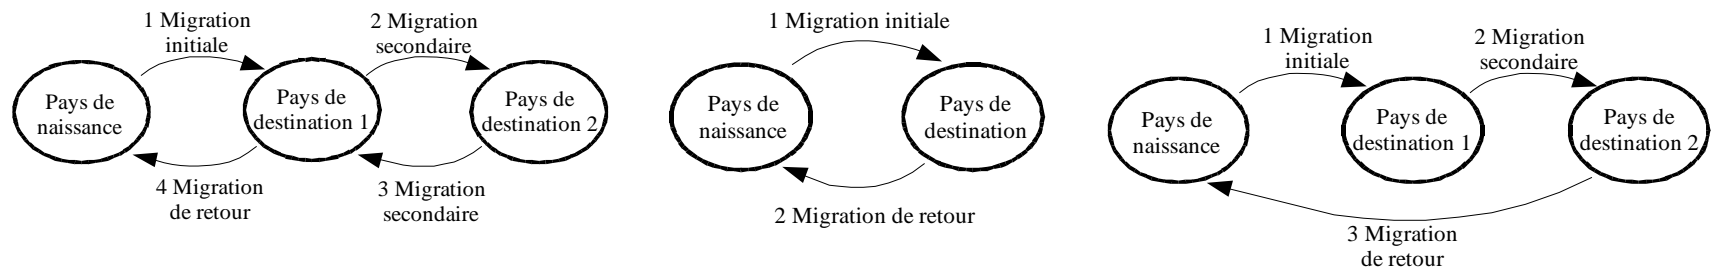 1 Migration
initiale
2 Migration
secondaire
Pays de
naissance
Pays de
destination 1
Pays de
destination 2
4 Migration
de retour
3 Migration
secondaire
1 Migration initiale
Pays de
naissance
Pays de
destination
2 Migration de retour
1 Migration
initiale
2 Migration
secondaire
Pays de
naissance
Pays de
destination 1
Pays de
destination 2
3 Migration
de retour